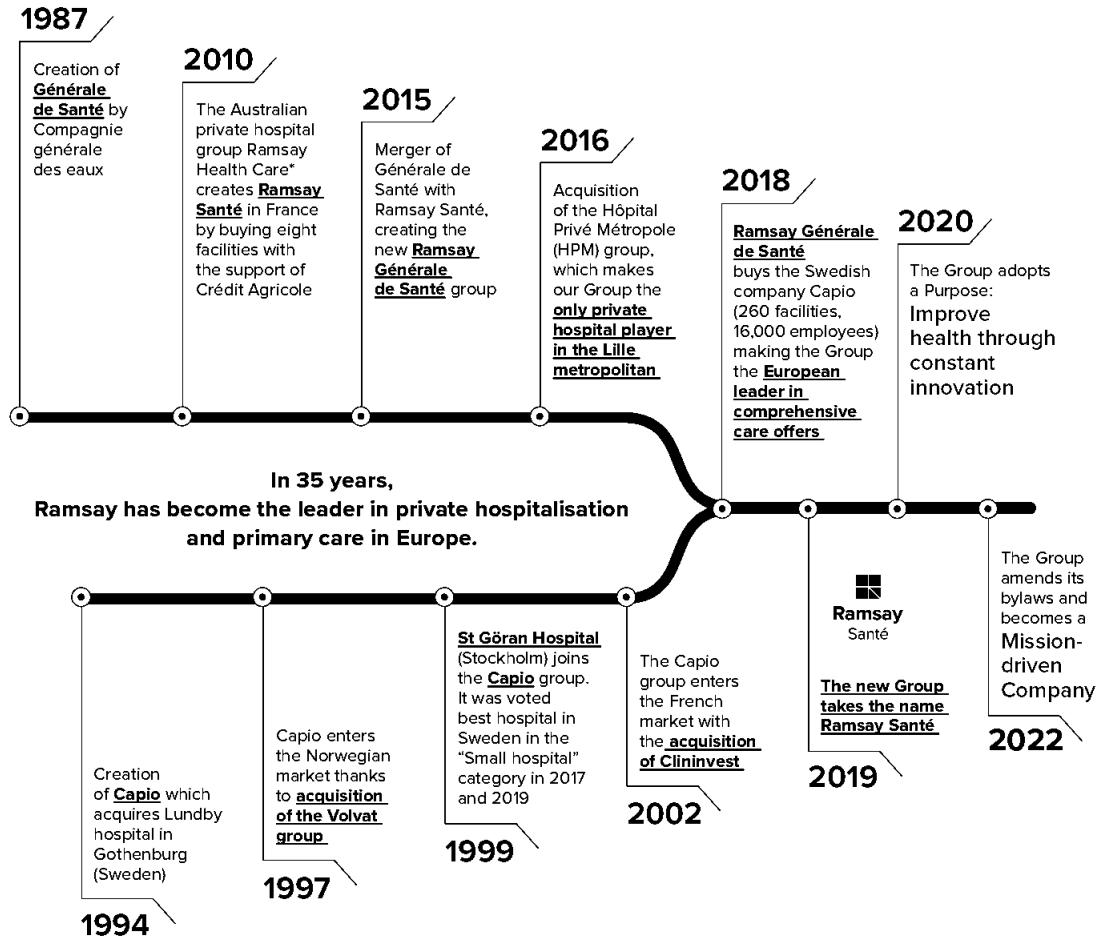 1987
Creation of
Générale
de Santé by
Compagnie
générale
des eaux
2010
The Australian
private hospital
group Ramsay
Health Care*
creates Ramsay
Santé in France
by buying eight
facilities with
the support of
Crédit Agricole
2015
Merger of
Générale de
Santé with
Ramsay Santé,
creating the
new Ramsay
Générale
de Santé group
2016
Acquisition
of the Hôpital
Privé Métropole
(HPM) group,
which makes
our Group the
only private
hospital player
in the Lille
metropolitan
2018
Ramsay Générale
de Santé
buys the Swedish
company Capio
(260 facilities,
16,000 employees)
making the Group
the European
leader in
comprehensive
care offers
2020
The Group adopts
a Purpose:
Improve
health through
constant
innovation
In 35 years,
Ramsay has become the leader in private hospitalisation
and primary care in Europe.
Creation
of Capio which
acquires Lundby
hospital in
Gothenburg
(Sweden)
1994
Capio enters
the Norwegian
market thanks
to acquisition
of the Volvat
group
1997
St Göran Hospital
(Stockholm) joins
the Capio group.
It was voted
best hospital in
Sweden in the
“Small hospital”
category in 2017
and 2019
1999
The Capio
group enters
the French
market with
the acquisition
of Clininvest
2002
Ramsay
Santé
The new Group
takes the name
Ramsay Santé
2019
The Group
amends its
bylaws and
becomes a
Mission-
driven
Company
2022